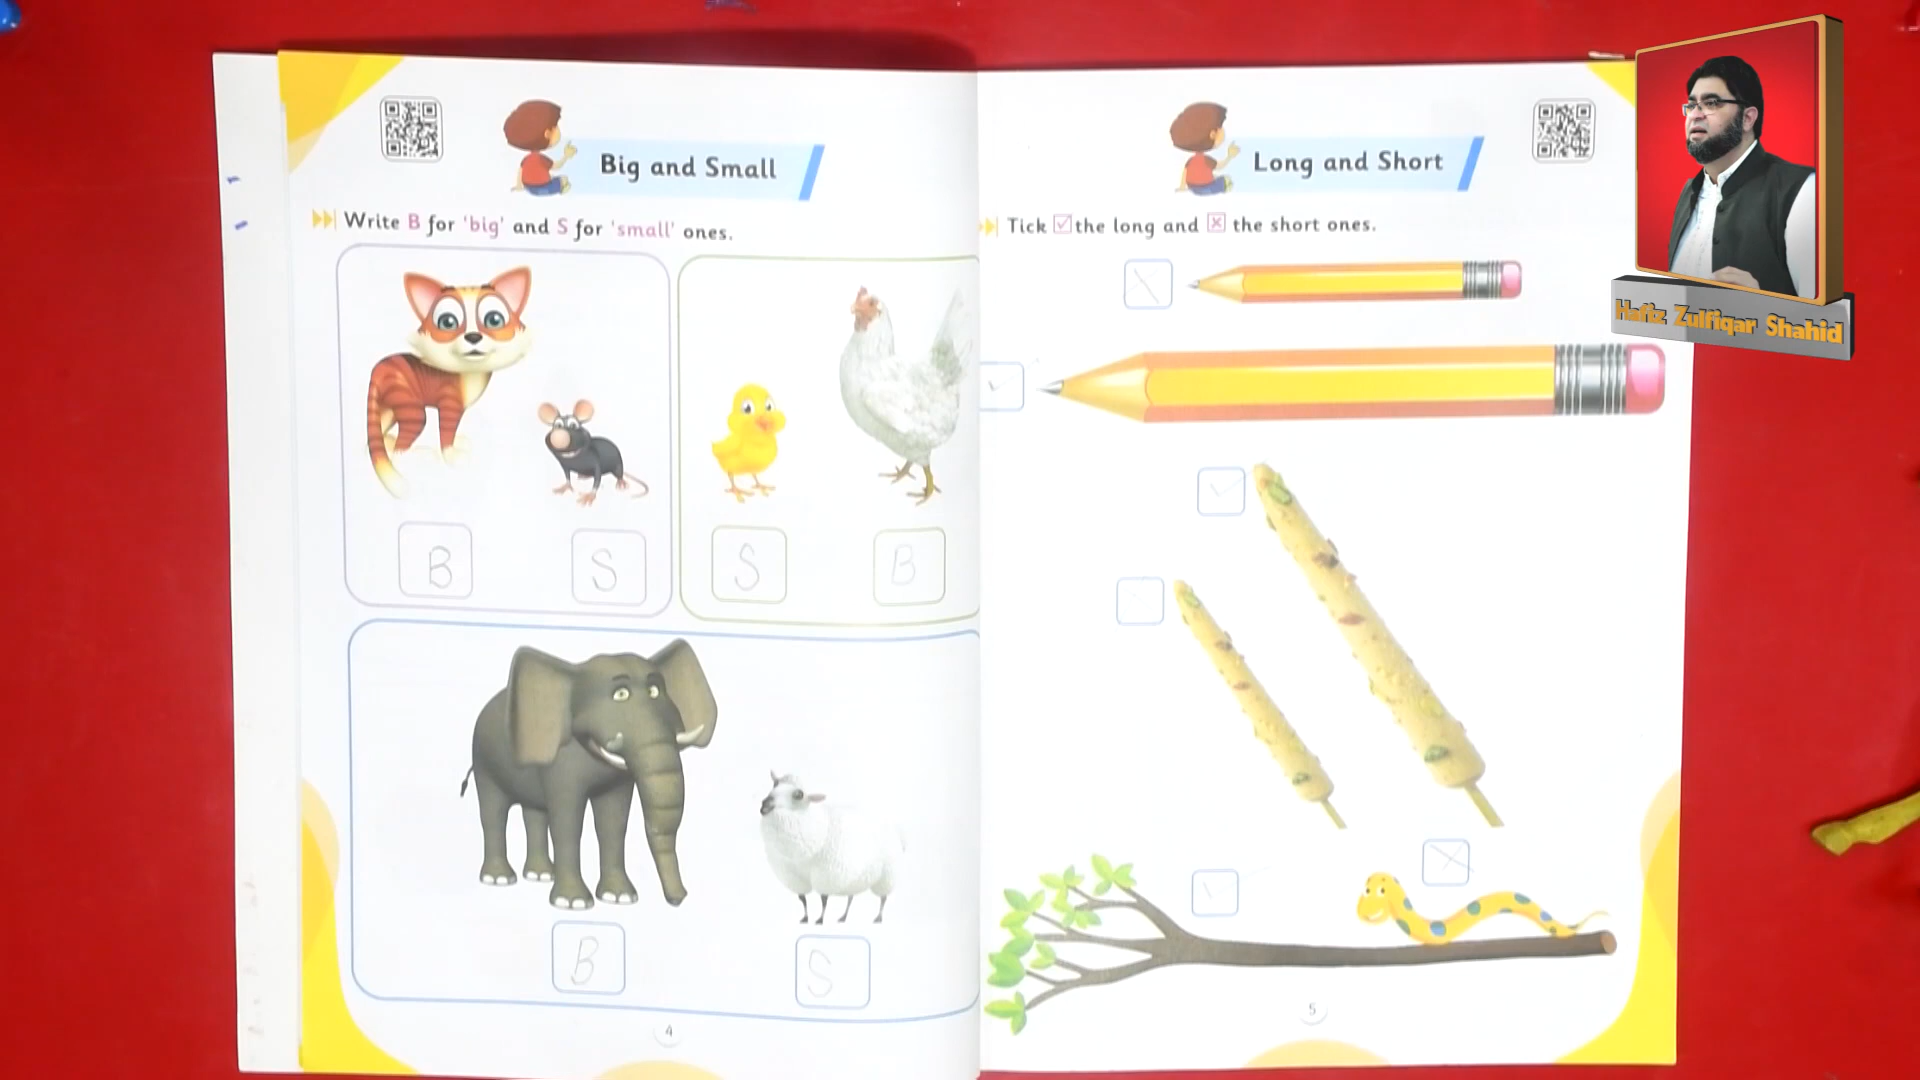 Big and Small
Write B for 'big' and S for 'small' ones.
B
S
S
B
B
S
4
Long and Short
Tick ☑ the long and ☒ the short ones.
5
Hafiz Zulfiqar Shahid